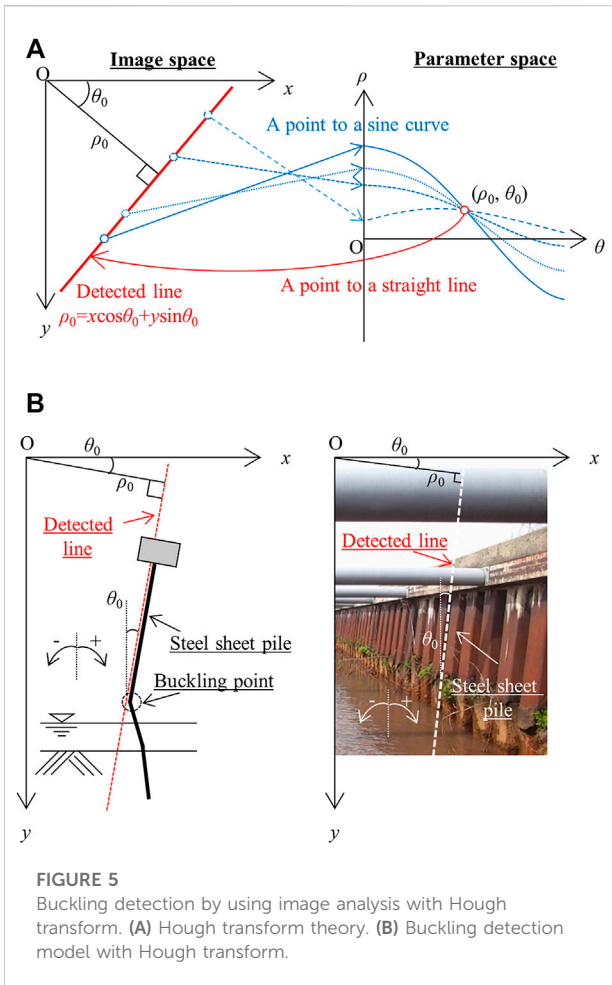 A
Image space
Parameter space
O
x
ρ
θ₀
ρ₀
A point to a sine curve
(ρ₀, θ₀)
O
θ
Detected line
ρ₀=xcosθ₀+ysinθ₀
A point to a straight line
y
B
O
θ₀
x
ρ₀
Detected
line
θ₀
- +
Steel sheet pile
Buckling point
y
O
θ₀
x
ρ₀
Detected line
θ₀
Steel sheet
pile
- +
y
FIGURE 5
Buckling detection by using image analysis with Hough
transform. (A) Hough transform theory. (B) Buckling detection
model with Hough transform.